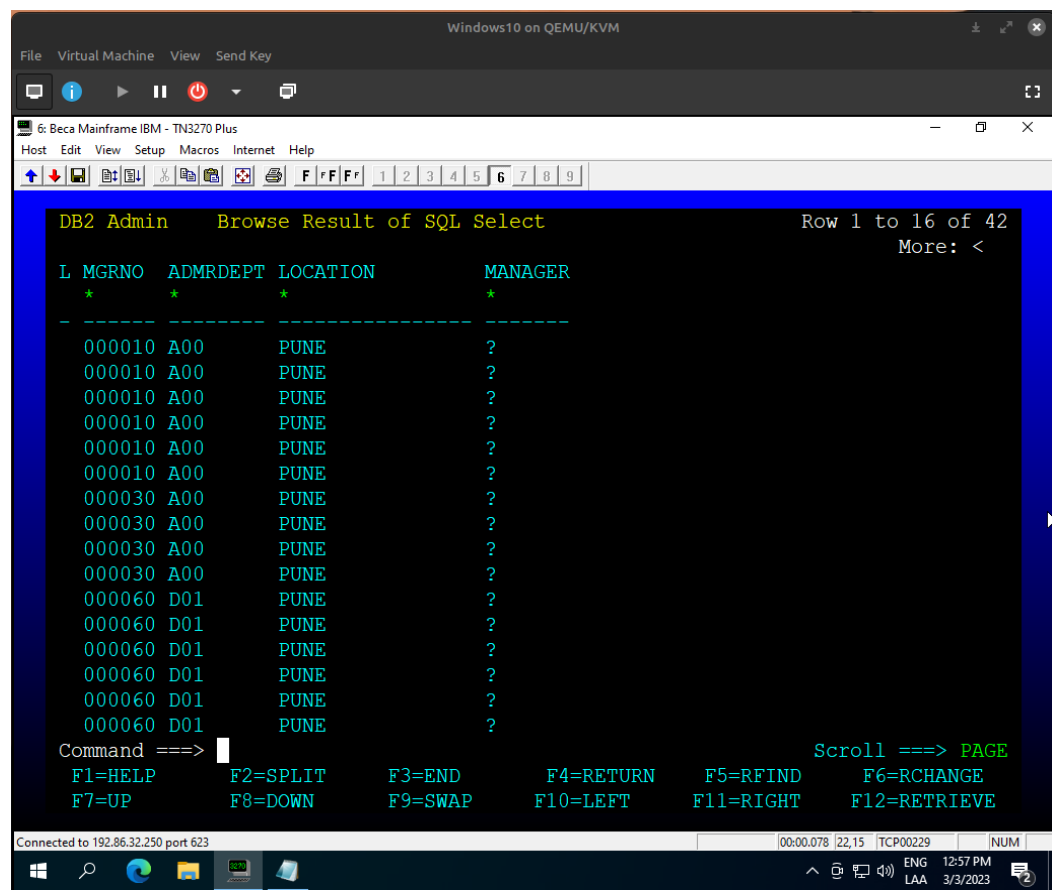 Windows10 on QEMU/KVM
File Virtual Machine View Send Key
6: Beca Mainframe IBM - TN3270 Plus
Host Edit View Setup Macros Internet Help
F F F F F 1 2 3 4 5 6 7 8 9
DB2 Admin Browse Result of SQL Select Row 1 to 16 of 42
More: <
L MGRNO ADMRDEPT LOCATION MANAGER
* * * *
- ------ -------- ---------------- -------
000010 A00 PUNE ?
000010 A00 PUNE ?
000010 A00 PUNE ?
000010 A00 PUNE ?
000010 A00 PUNE ?
000010 A00 PUNE ?
000030 A00 PUNE ?
000030 A00 PUNE ?
000030 A00 PUNE ?
000030 A00 PUNE ?
000060 D01 PUNE ?
000060 D01 PUNE ?
000060 D01 PUNE ?
000060 D01 PUNE ?
000060 D01 PUNE ?
000060 D01 PUNE ?
Command ===> Scroll ===> PAGE
F1=HELP F2=SPLIT F3=END F4=RETURN F5=RFIND F6=RCHANGE
F7=UP F8=DOWN F9=SWAP F10=LEFT F11=RIGHT F12=RETRIEVE
Connected to 192.86.32.250 port 623 00:00.078 22,15 TCP00229 NUM
3270 ENG 12:57 PM
LAA 3/3/2023 2